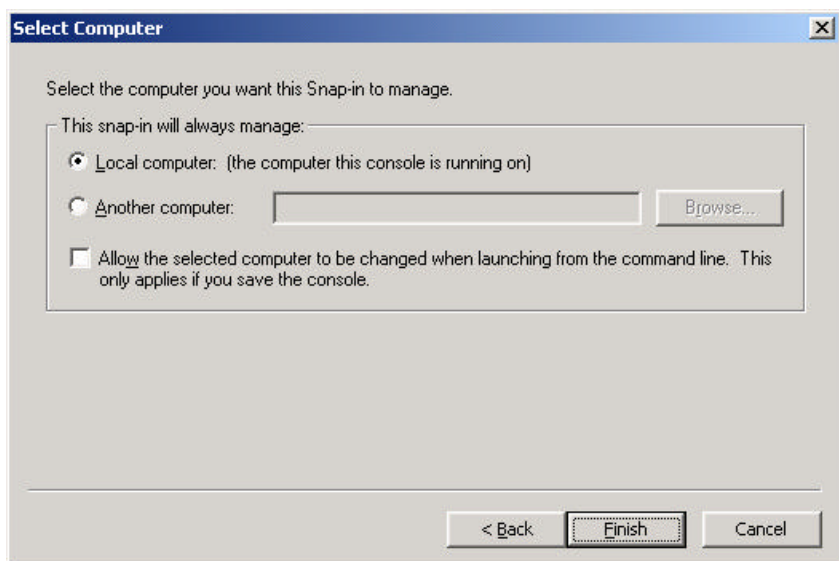 Select Computer
Select the computer you want this Snap-in to manage.
This snap-in will always manage:
Local computer: (the computer this console is running on)
Another computer:
Browse...
Allow the selected computer to be changed when launching from the command line. This
only applies if you save the console.
< Back
Finish
Cancel